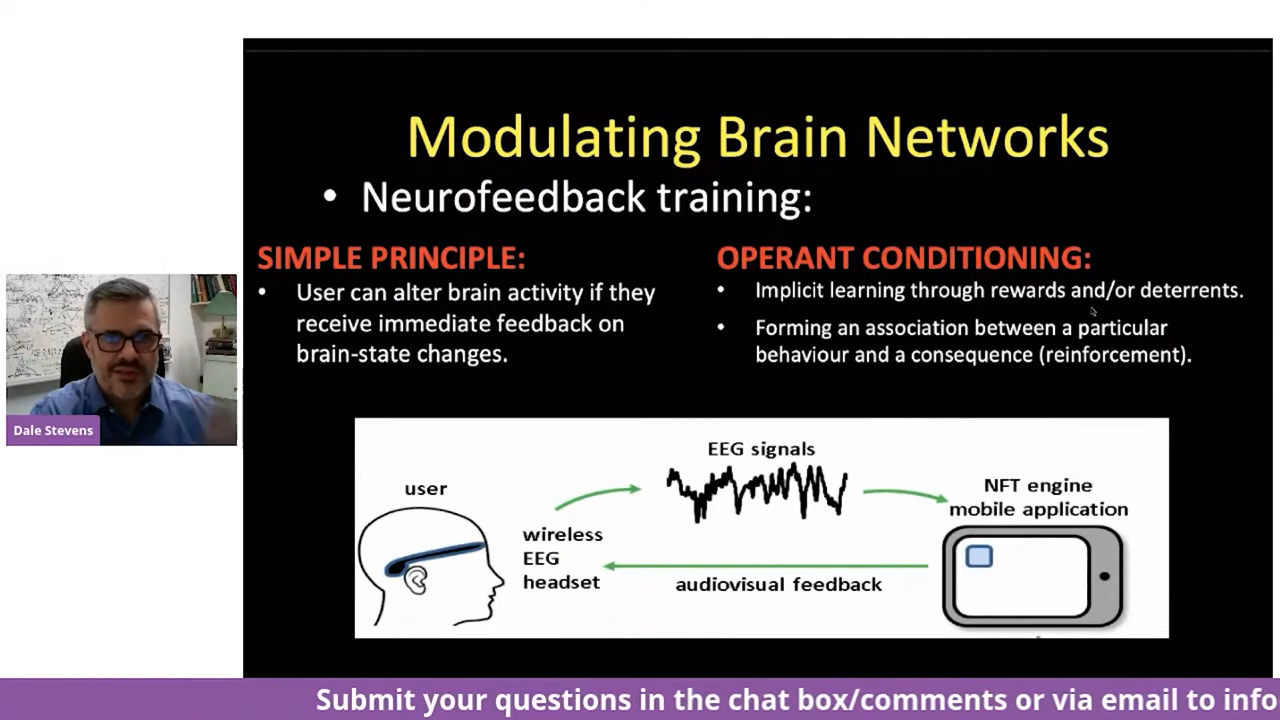 Modulating Brain Networks
• Neurofeedback training:
SIMPLE PRINCIPLE:
• User can alter brain activity if they
receive immediate feedback on
brain-state changes.
OPERANT CONDITIONING:
• Implicit learning through rewards and/or deterrents.
• Forming an association between a particular
behaviour and a consequence (reinforcement).
Dale Stevens
user
wireless
EEG
headset
EEG signals
NFT engine
mobile application
audiovisual feedback
Submit your questions in the chat box/comments or via email to info